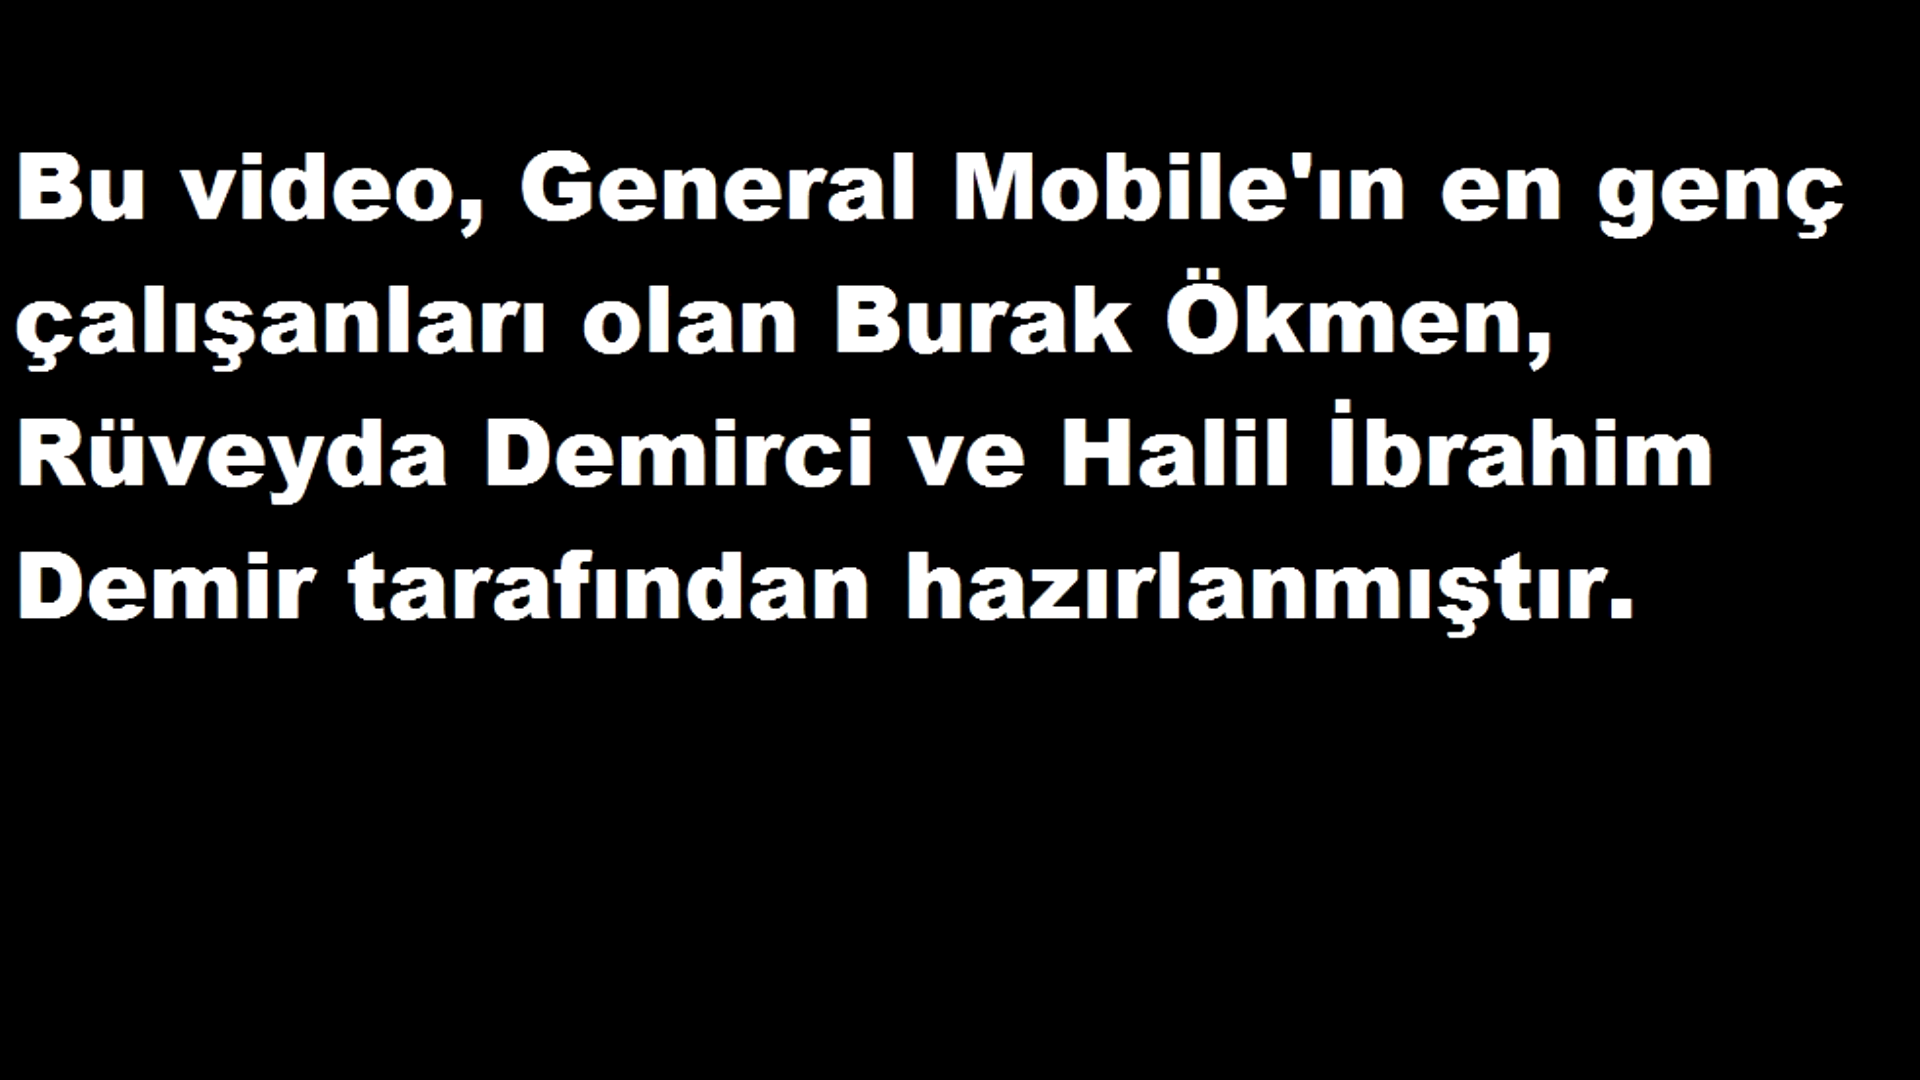 Bu video, General Mobile'ın en genç
çalışanları olan Burak Ökmen,
Rüveyda Demirci ve Halil İbrahim
Demir tarafından hazırlanmıştır.